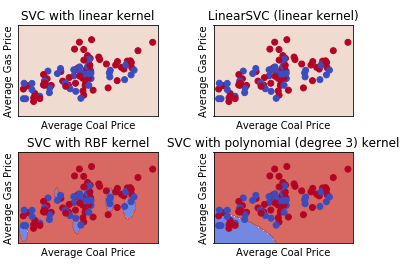 SVC with linear kernel
LinearSVC (linear kernel)
Average Gas Price
Average Gas Price
Average Coal Price
Average Coal Price
SVC with RBF kernel
SVC with polynomial (degree 3) kernel
Average Gas Price
Average Gas Price
Average Coal Price
Average Coal Price